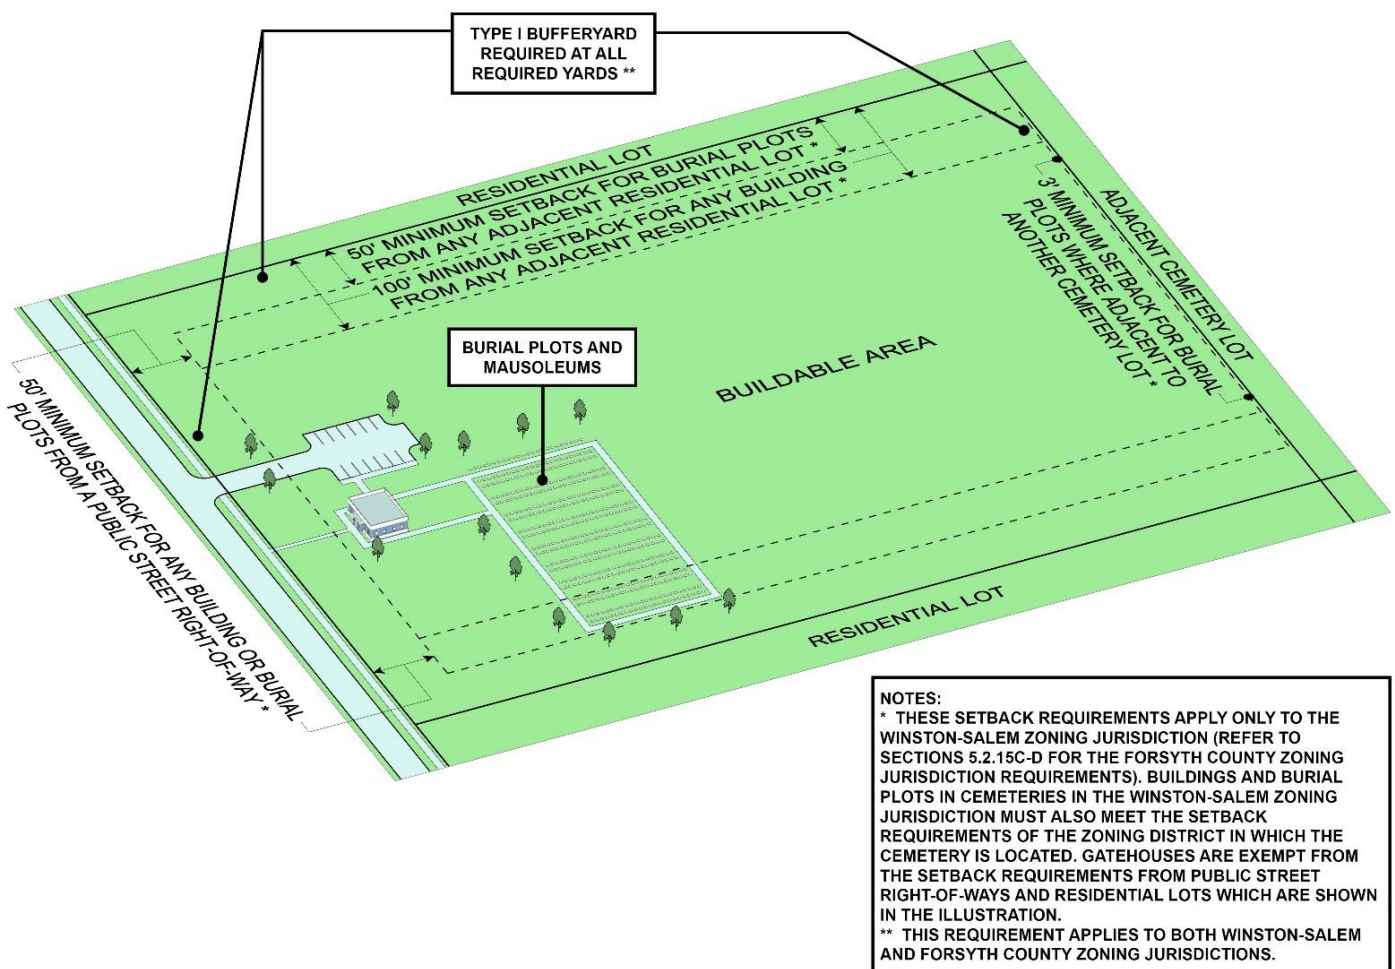 TYPE I BUFFERYARD
REQUIRED AT ALL
REQUIRED YARDS **
RESIDENTIAL LOT
50' MINIMUM SETBACK FOR BURIAL PLOTS
FROM ANY ADJACENT RESIDENTIAL LOT *
100' MINIMUM SETBACK FOR ANY BUILDING
FROM ANY ADJACENT RESIDENTIAL LOT *
ADJACENT CEMETERY LOT
3' MINIMUM SETBACK FOR BURIAL
PLOTS WHERE ADJACENT TO
ANOTHER CEMETERY LOT *
BURIAL PLOTS AND
MAUSOLEUMS
BUILDABLE AREA
50' MINIMUM SETBACK FOR ANY BUILDING OR BURIAL
PLOTS FROM A PUBLIC STREET RIGHT-OF-WAY *
RESIDENTIAL LOT
NOTES:
* THESE SETBACK REQUIREMENTS APPLY ONLY TO THE
WINSTON-SALEM ZONING JURISDICTION (REFER TO
SECTIONS 5.2.15C-D FOR THE FORSYTH COUNTY ZONING
JURISDICTION REQUIREMENTS). BUILDINGS AND BURIAL
PLOTS IN CEMETERIES IN THE WINSTON-SALEM ZONING
JURISDICTION MUST ALSO MEET THE SETBACK
REQUIREMENTS OF THE ZONING DISTRICT IN WHICH THE
CEMETERY IS LOCATED. GATEHOUSES ARE EXEMPT FROM
THE SETBACK REQUIREMENTS FROM PUBLIC STREET
RIGHT-OF-WAYS AND RESIDENTIAL LOTS WHICH ARE SHOWN
IN THE ILLUSTRATION.
** THIS REQUIREMENT APPLIES TO BOTH WINSTON-SALEM
AND FORSYTH COUNTY ZONING JURISDICTIONS.